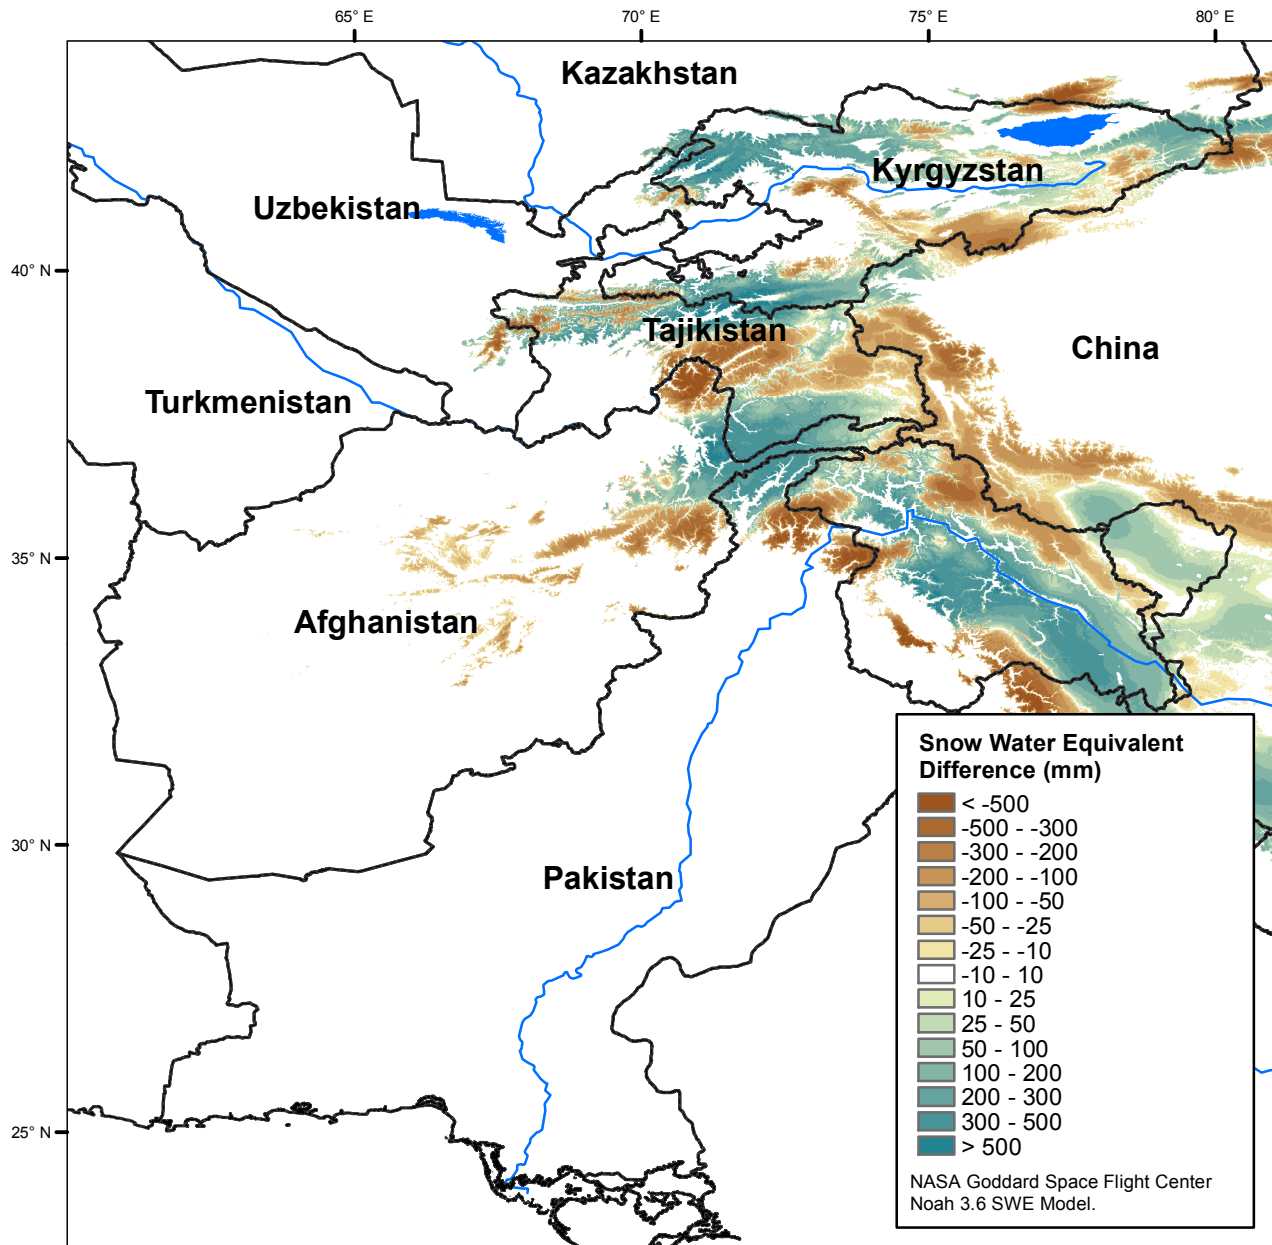 65° E
70° E
75° E
80° E
Kazakhstan
Kyrgyzstan
Uzbekistan
40° N
Tajikistan
China
Turkmenistan
35° N
Afghanistan
30° N
Pakistan
25° N
Snow Water Equivalent
Difference (mm)
< -500
-500 - -300
-300 - -200
-200 - -100
-100 - -50
-50 - -25
-25 - -10
-10 - 10
10 - 25
25 - 50
50 - 100
100 - 200
200 - 300
300 - 500
> 500
NASA Goddard Space Flight Center
Noah 3.6 SWE Model.